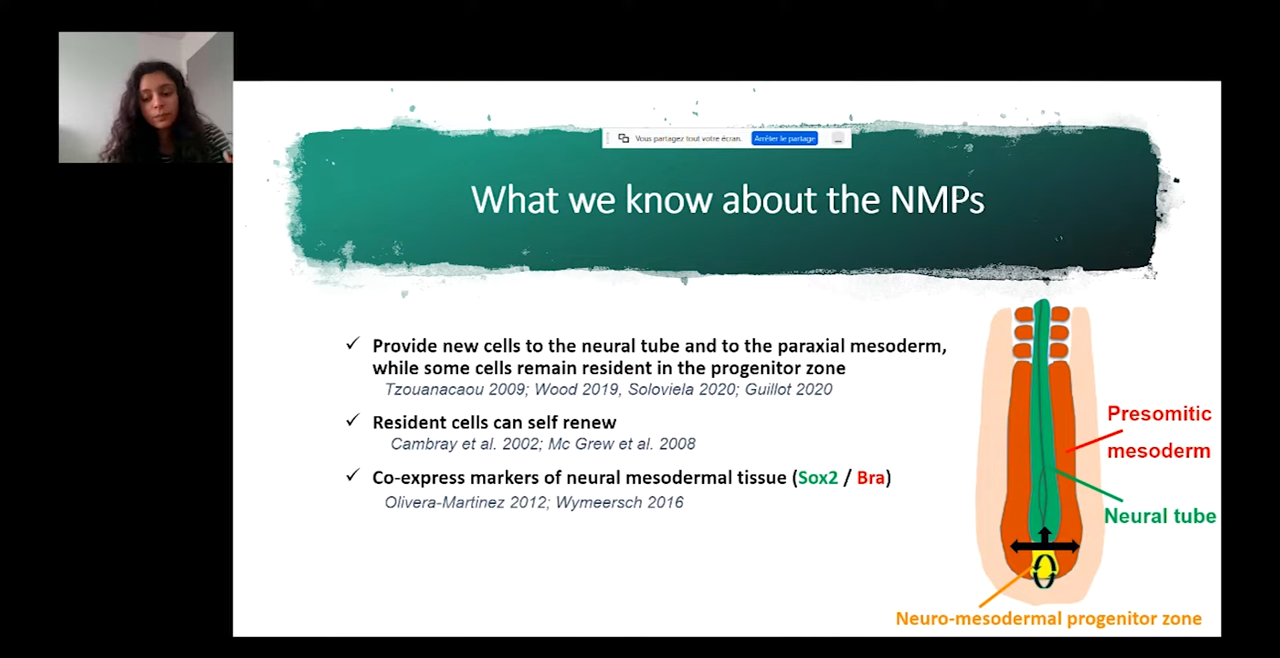 Vous partagez tout votre écran.
Arrêter le partage
What we know about the NMPs
✓ Provide new cells to the neural tube and to the paraxial mesoderm,
while some cells remain resident in the progenitor zone
Tzouanacaou 2009; Wood 2019, Soloviela 2020; Guillot 2020
✓ Resident cells can self renew
Cambray et al. 2002; Mc Grew et al. 2008
✓ Co-express markers of neural mesodermal tissue (Sox2 / Bra)
Olivera-Martinez 2012; Wymeersch 2016
Presomitic
mesoderm
Neural tube
Neuro-mesodermal progenitor zone